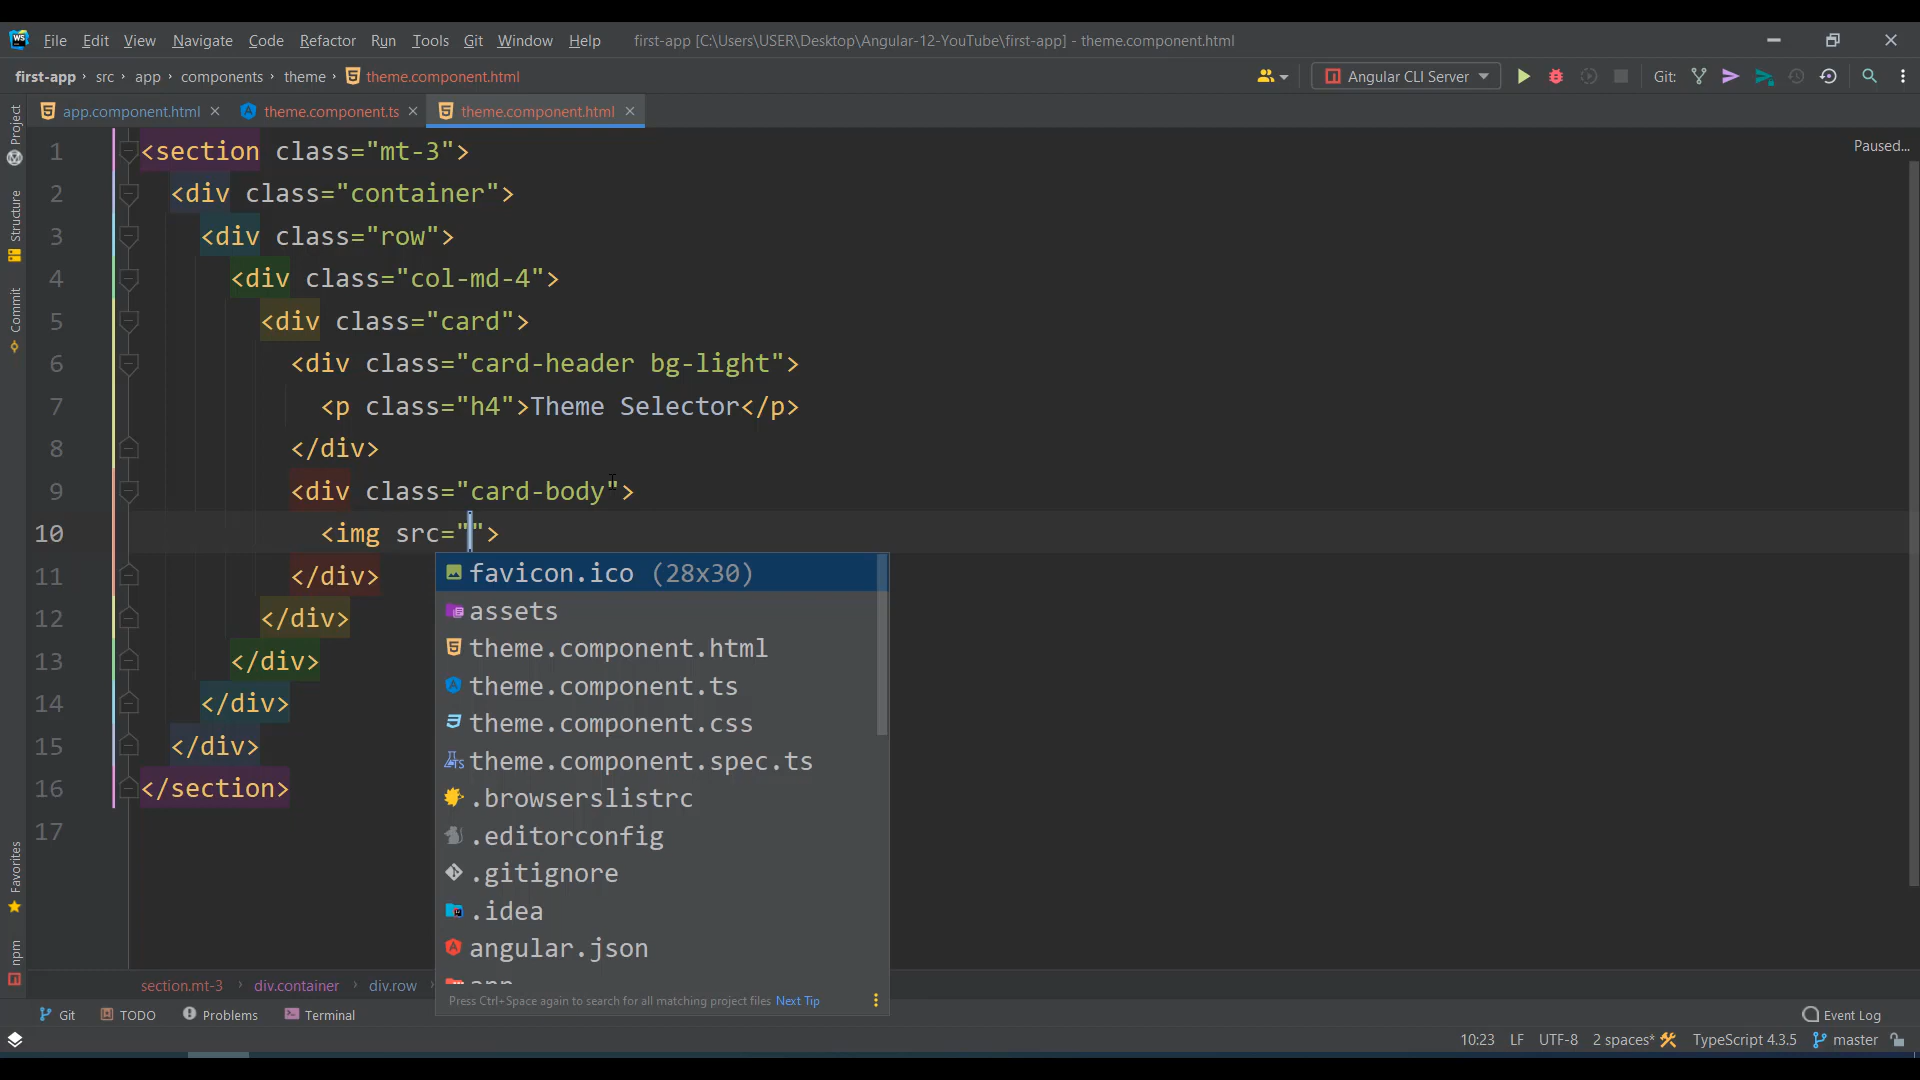 WS File Edit View Navigate Code Refactor Run Tools Git Window Help first-app [C:\Users\USER\Desktop\Angular-12-YouTube\first-app] - theme.component.html
first-app › src › app › components › theme › theme.component.html Angular CLI Server Git:
app.component.html theme.component.ts theme.component.html
Project
Structure
Commit
Favorites
npm
Paused...
1 <section class="mt-3">
2 <div class="container">
3 <div class="row">
4 <div class="col-md-4">
5 <div class="card">
6 <div class="card-header bg-light">
7 <p class="h4">Theme Selector</p>
8 </div>
9 <div class="card-body">
10 <img src="">
11 </div>
12 </div>
13 </div>
14 </div>
15 </div>
16 </section>
17
favicon.ico (28x30)
assets
theme.component.html
theme.component.ts
theme.component.css
theme.component.spec.ts
.browserslistrc
.editorconfig
.gitignore
.idea
angular.json
app
Press Ctrl+Space again to search for all matching project files Next Tip
section.mt-3 › div.container › div.row
Git TODO Problems Terminal Event Log
10:23 LF UTF-8 2 spaces* TypeScript 4.3.5 master